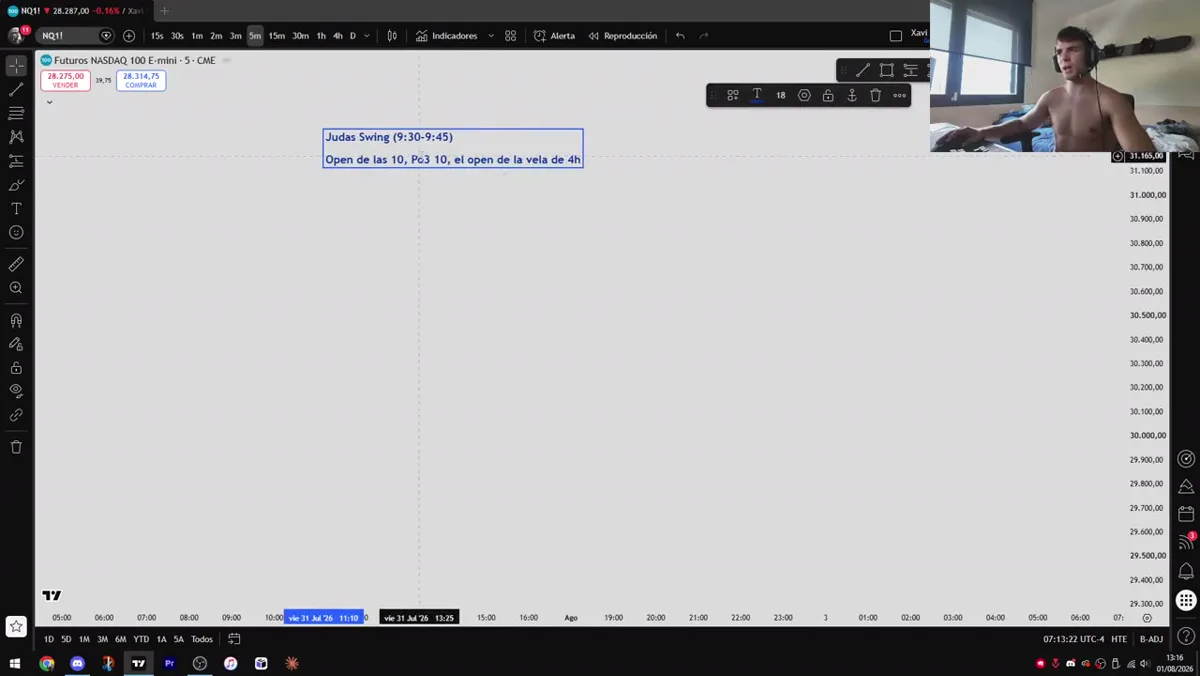 NQ1! ▼ 28.287,00 -0.16% / Xavi
11
NQ1!
15s 30s 1m 2m 3m 5m 15m 30m 1h 4h D
Indicadores
Alerta
Reproducción
Xavi
Futuros NASDAQ 100 E-mini · 5 · CME
28.275,00
VENDER
39,75
28.314,75
COMPRAR
18
Judas Swing (9:30-9:45)
Open de las 10, Po3 10, el open de la vela de 4h
31.165,00
31.100,00
31.000,00
30.900,00
30.800,00
30.700,00
30.600,00
30.500,00
30.400,00
30.300,00
30.200,00
30.100,00
30.000,00
29.900,00
29.800,00
29.700,00
29.600,00
29.500,00
29.400,00
29.300,00
3
05:00 06:00 07:00 08:00 09:00 10:00 vie 31 Jul '26 11:10 vie 31 Jul '26 13:25 15:00 16:00 Ago 19:00 20:00 21:00 22:00 23:00 3 01:00 02:00 03:00 04:00 05:00 06:00 07:
1D 5D 1M 3M 6M YTD 1A 5A Todos
07:13:22 UTC-4 HTE B-ADJ
Pr
13:16
01/08/2026